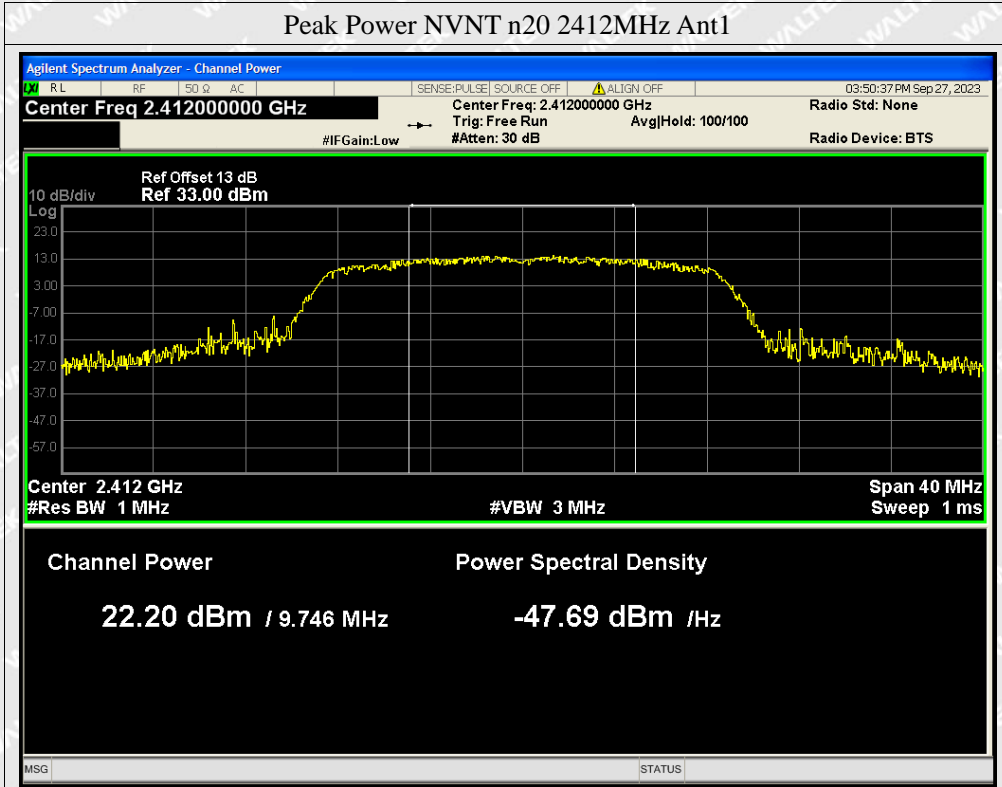 Peak Power NVNT n20 2412MHz Ant1
Agilent Spectrum Analyzer - Channel Power
LXI RL RF 50 Ω AC SENSE:PULSE SOURCE OFF ALIGN OFF 03:50:37 PM Sep 27, 2023
Center Freq 2.412000000 GHz Center Freq: 2.412000000 GHz Radio Std: None
Trig: Free Run Avg|Hold: 100/100
#IFGain:Low #Atten: 30 dB Radio Device: BTS
Ref Offset 13 dB
10 dB/div Ref 33.00 dBm
Log
23.0
13.0
3.00
-7.00
-17.0
-27.0
-37.0
-47.0
-57.0
Center 2.412 GHz Span 40 MHz
#Res BW 1 MHz #VBW 3 MHz Sweep 1 ms
Channel Power Power Spectral Density
22.20 dBm / 9.746 MHz -47.69 dBm /Hz
MSG STATUS